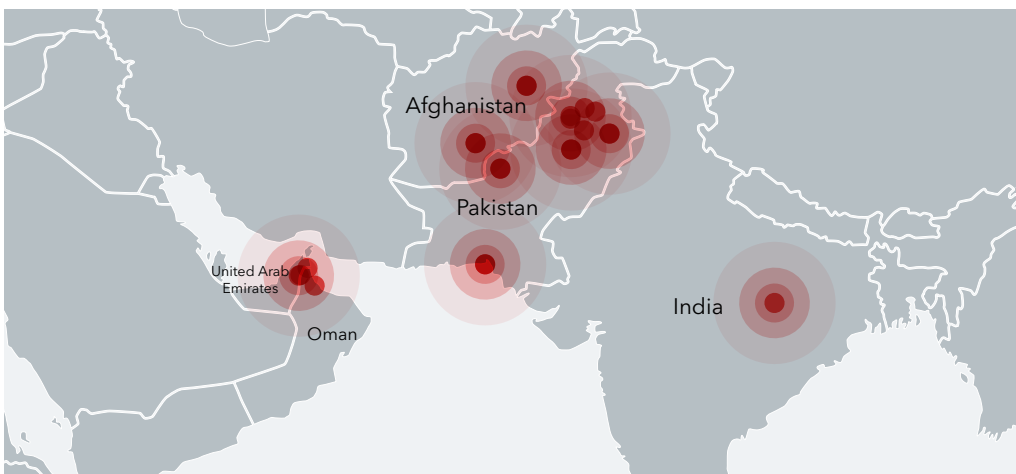 Afghanistan
Pakistan
United Arab
Emirates
India
Oman